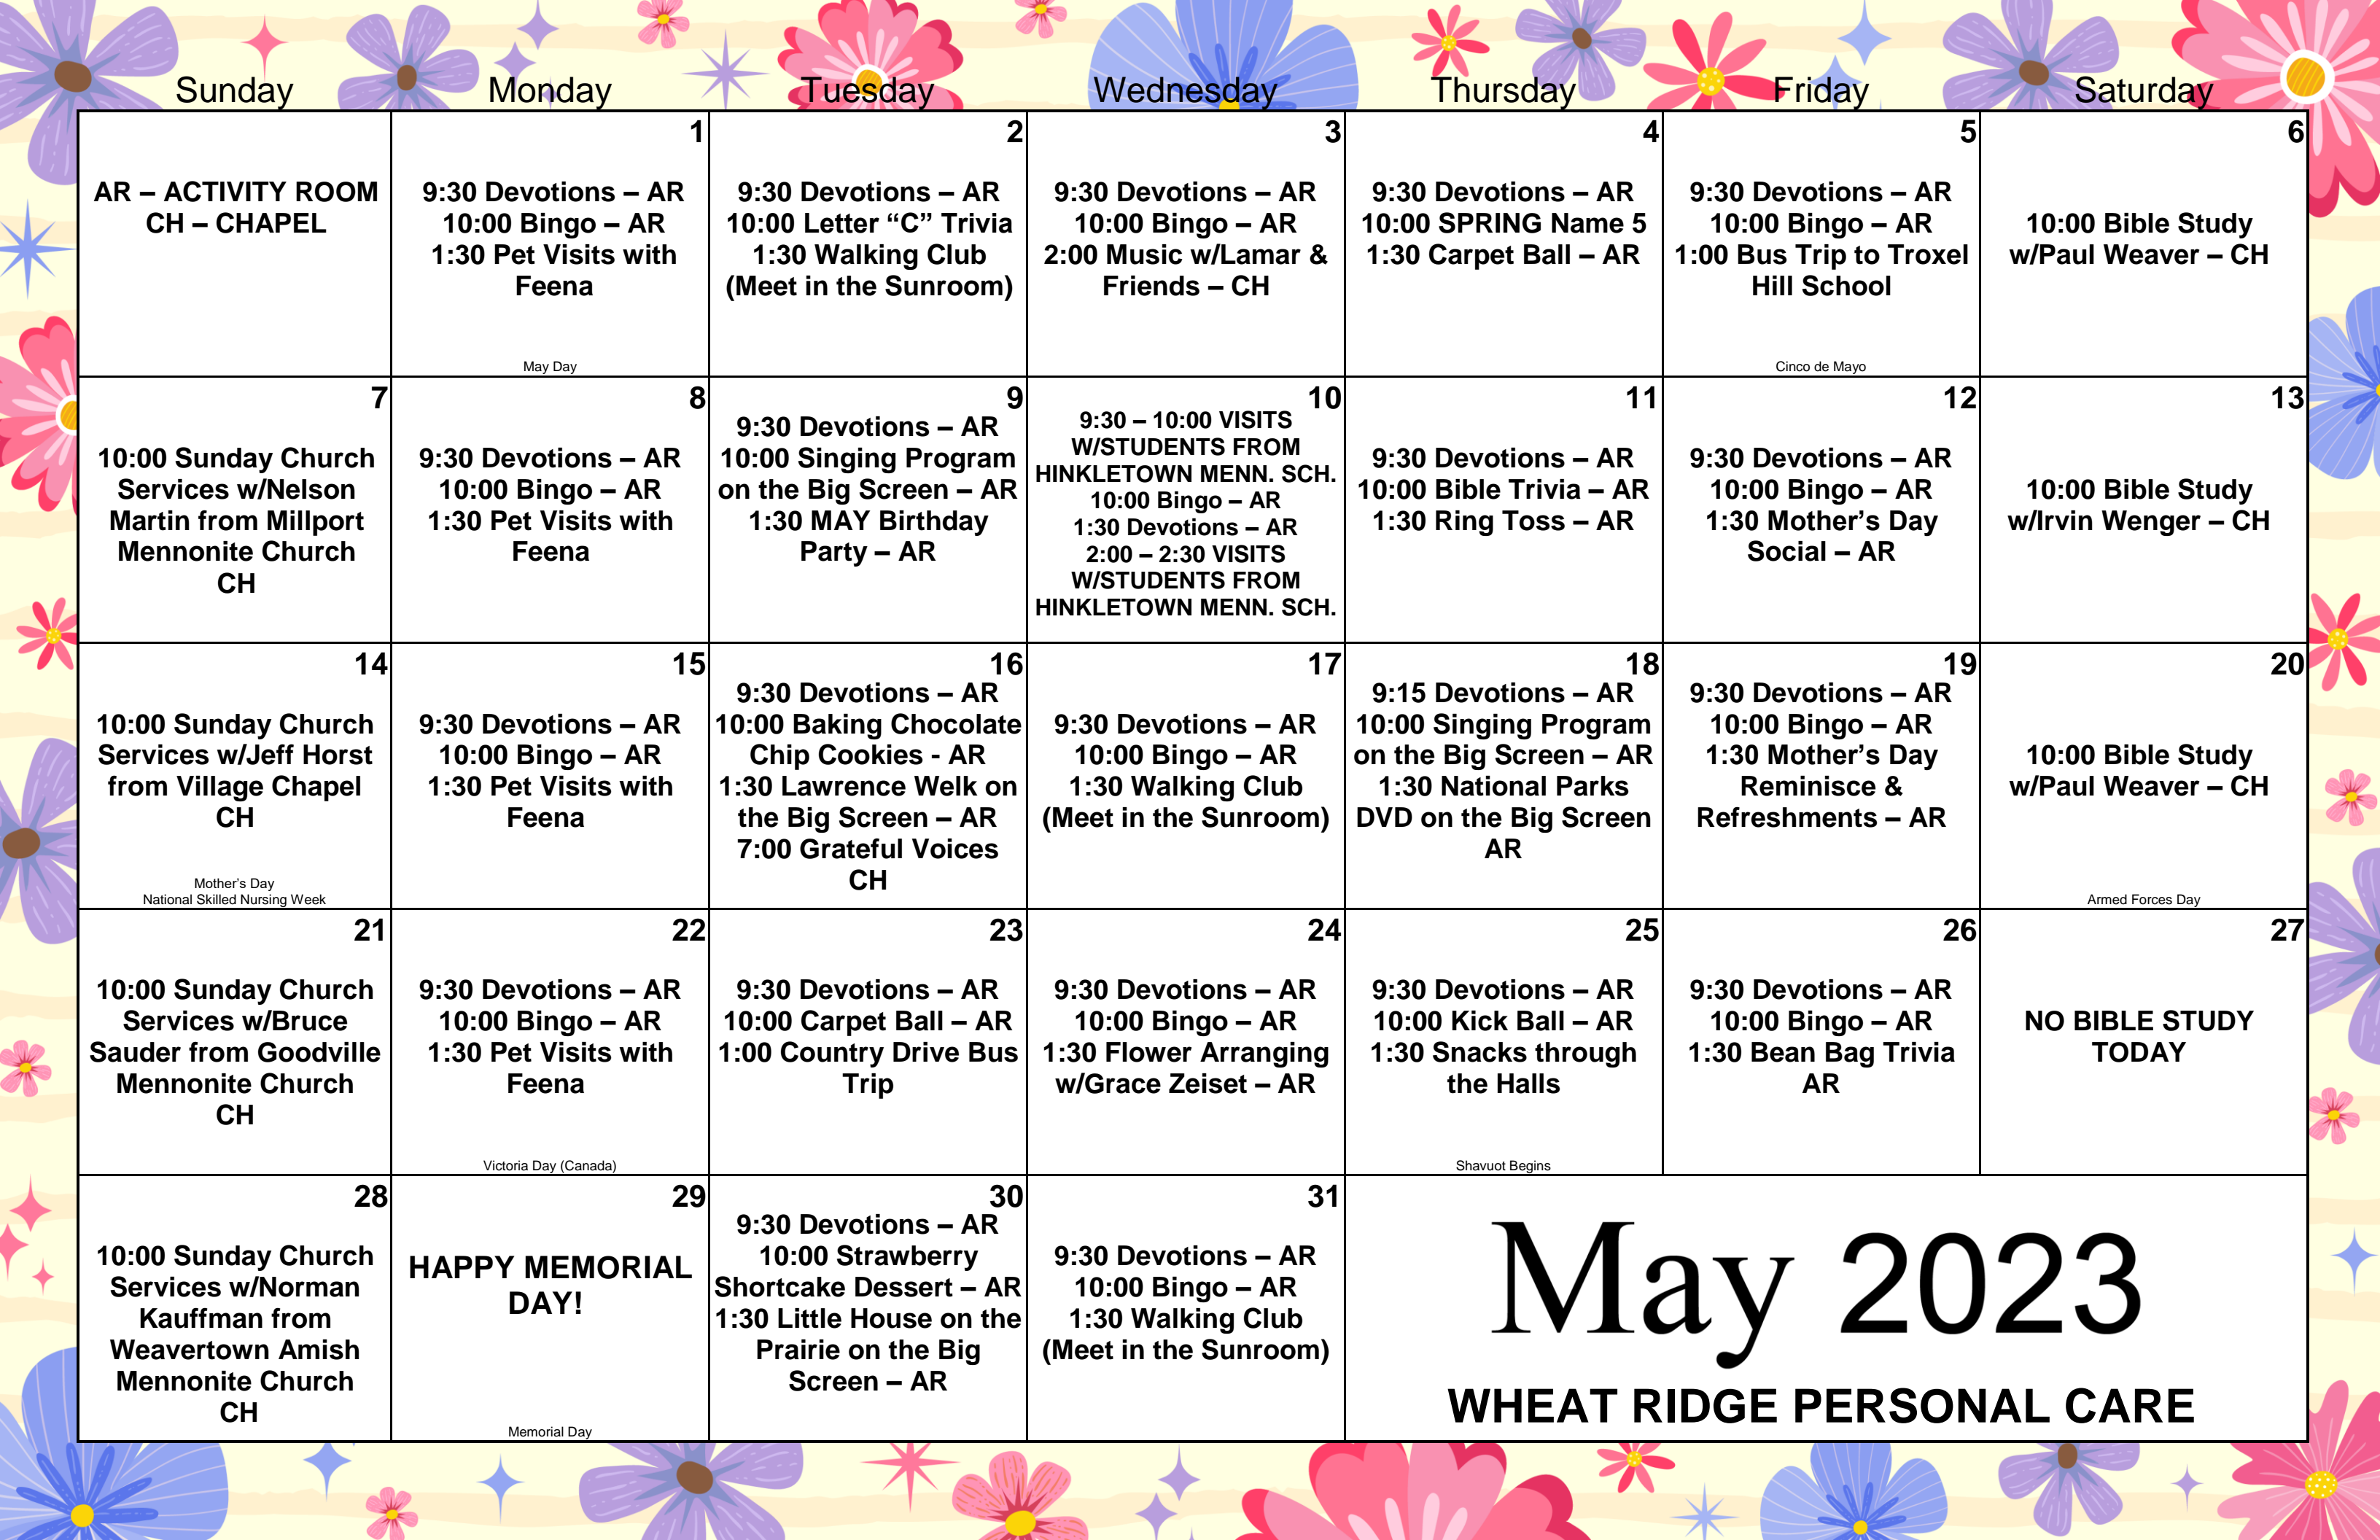 Sunday Monday Tuesday Wednesday Thursday Friday Saturday
AR – ACTIVITY ROOM
CH – CHAPEL
1
9:30 Devotions – AR
10:00 Bingo – AR
1:30 Pet Visits with
Feena
May Day
2
9:30 Devotions – AR
10:00 Letter “C” Trivia
1:30 Walking Club
(Meet in the Sunroom)
3
9:30 Devotions – AR
10:00 Bingo – AR
2:00 Music w/Lamar &
Friends – CH
4
9:30 Devotions – AR
10:00 SPRING Name 5
1:30 Carpet Ball – AR
5
9:30 Devotions – AR
10:00 Bingo – AR
1:00 Bus Trip to Troxel
Hill School
Cinco de Mayo
6
10:00 Bible Study
w/Paul Weaver – CH
7
10:00 Sunday Church
Services w/Nelson
Martin from Millport
Mennonite Church
CH
8
9:30 Devotions – AR
10:00 Bingo – AR
1:30 Pet Visits with
Feena
9
9:30 Devotions – AR
10:00 Singing Program
on the Big Screen – AR
1:30 MAY Birthday
Party – AR
10
9:30 – 10:00 VISITS
W/STUDENTS FROM
HINKLETOWN MENN. SCH.
10:00 Bingo – AR
1:30 Devotions – AR
2:00 – 2:30 VISITS
W/STUDENTS FROM
HINKLETOWN MENN. SCH.
11
9:30 Devotions – AR
10:00 Bible Trivia – AR
1:30 Ring Toss – AR
12
9:30 Devotions – AR
10:00 Bingo – AR
1:30 Mother’s Day
Social – AR
13
10:00 Bible Study
w/Irvin Wenger – CH
14
10:00 Sunday Church
Services w/Jeff Horst
from Village Chapel
CH
Mother’s Day
National Skilled Nursing Week
15
9:30 Devotions – AR
10:00 Bingo – AR
1:30 Pet Visits with
Feena
16
9:30 Devotions – AR
10:00 Baking Chocolate
Chip Cookies - AR
1:30 Lawrence Welk on
the Big Screen – AR
7:00 Grateful Voices
CH
17
9:30 Devotions – AR
10:00 Bingo – AR
1:30 Walking Club
(Meet in the Sunroom)
18
9:15 Devotions – AR
10:00 Singing Program
on the Big Screen – AR
1:30 National Parks
DVD on the Big Screen
AR
19
9:30 Devotions – AR
10:00 Bingo – AR
1:30 Mother’s Day
Reminisce &
Refreshments – AR
20
10:00 Bible Study
w/Paul Weaver – CH
Armed Forces Day
21
10:00 Sunday Church
Services w/Bruce
Sauder from Goodville
Mennonite Church
CH
22
9:30 Devotions – AR
10:00 Bingo – AR
1:30 Pet Visits with
Feena
Victoria Day (Canada)
23
9:30 Devotions – AR
10:00 Carpet Ball – AR
1:00 Country Drive Bus
Trip
24
9:30 Devotions – AR
10:00 Bingo – AR
1:30 Flower Arranging
w/Grace Zeiset – AR
25
9:30 Devotions – AR
10:00 Kick Ball – AR
1:30 Snacks through
the Halls
Shavuot Begins
26
9:30 Devotions – AR
10:00 Bingo – AR
1:30 Bean Bag Trivia
AR
27
NO BIBLE STUDY
TODAY
28
10:00 Sunday Church
Services w/Norman
Kauffman from
Weavertown Amish
Mennonite Church
CH
29
HAPPY MEMORIAL
DAY!
Memorial Day
30
9:30 Devotions – AR
10:00 Strawberry
Shortcake Dessert – AR
1:30 Little House on the
Prairie on the Big
Screen – AR
31
9:30 Devotions – AR
10:00 Bingo – AR
1:30 Walking Club
(Meet in the Sunroom)
May 2023
WHEAT RIDGE PERSONAL CARE